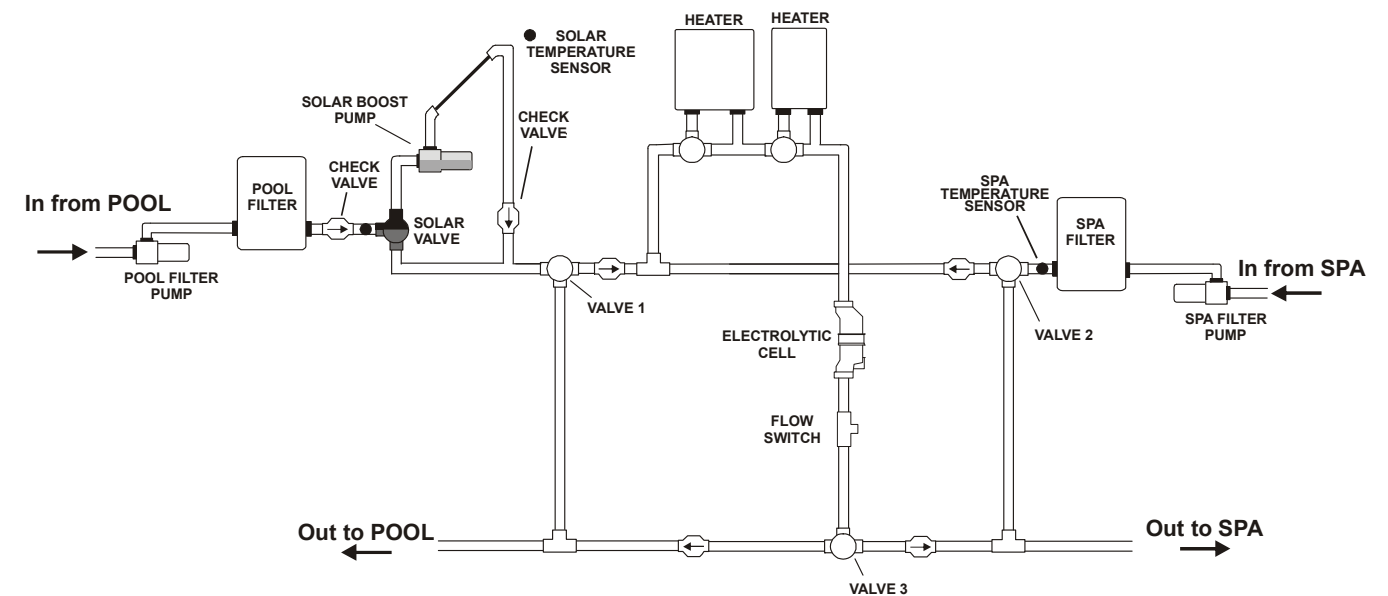 HEATER
HEATER
SOLAR
TEMPERATURE
SENSOR
SOLAR BOOST
PUMP
CHECK
VALVE
CHECK
VALVE
In from POOL
POOL
FILTER
SOLAR
VALVE
POOL FILTER
PUMP
SPA
TEMPERATURE
SENSOR
SPA
FILTER
In from SPA
VALVE 1
VALVE 2
SPA FILTER
PUMP
ELECTROLYTIC
CELL
FLOW
SWITCH
Out to POOL
Out to SPA
VALVE 3